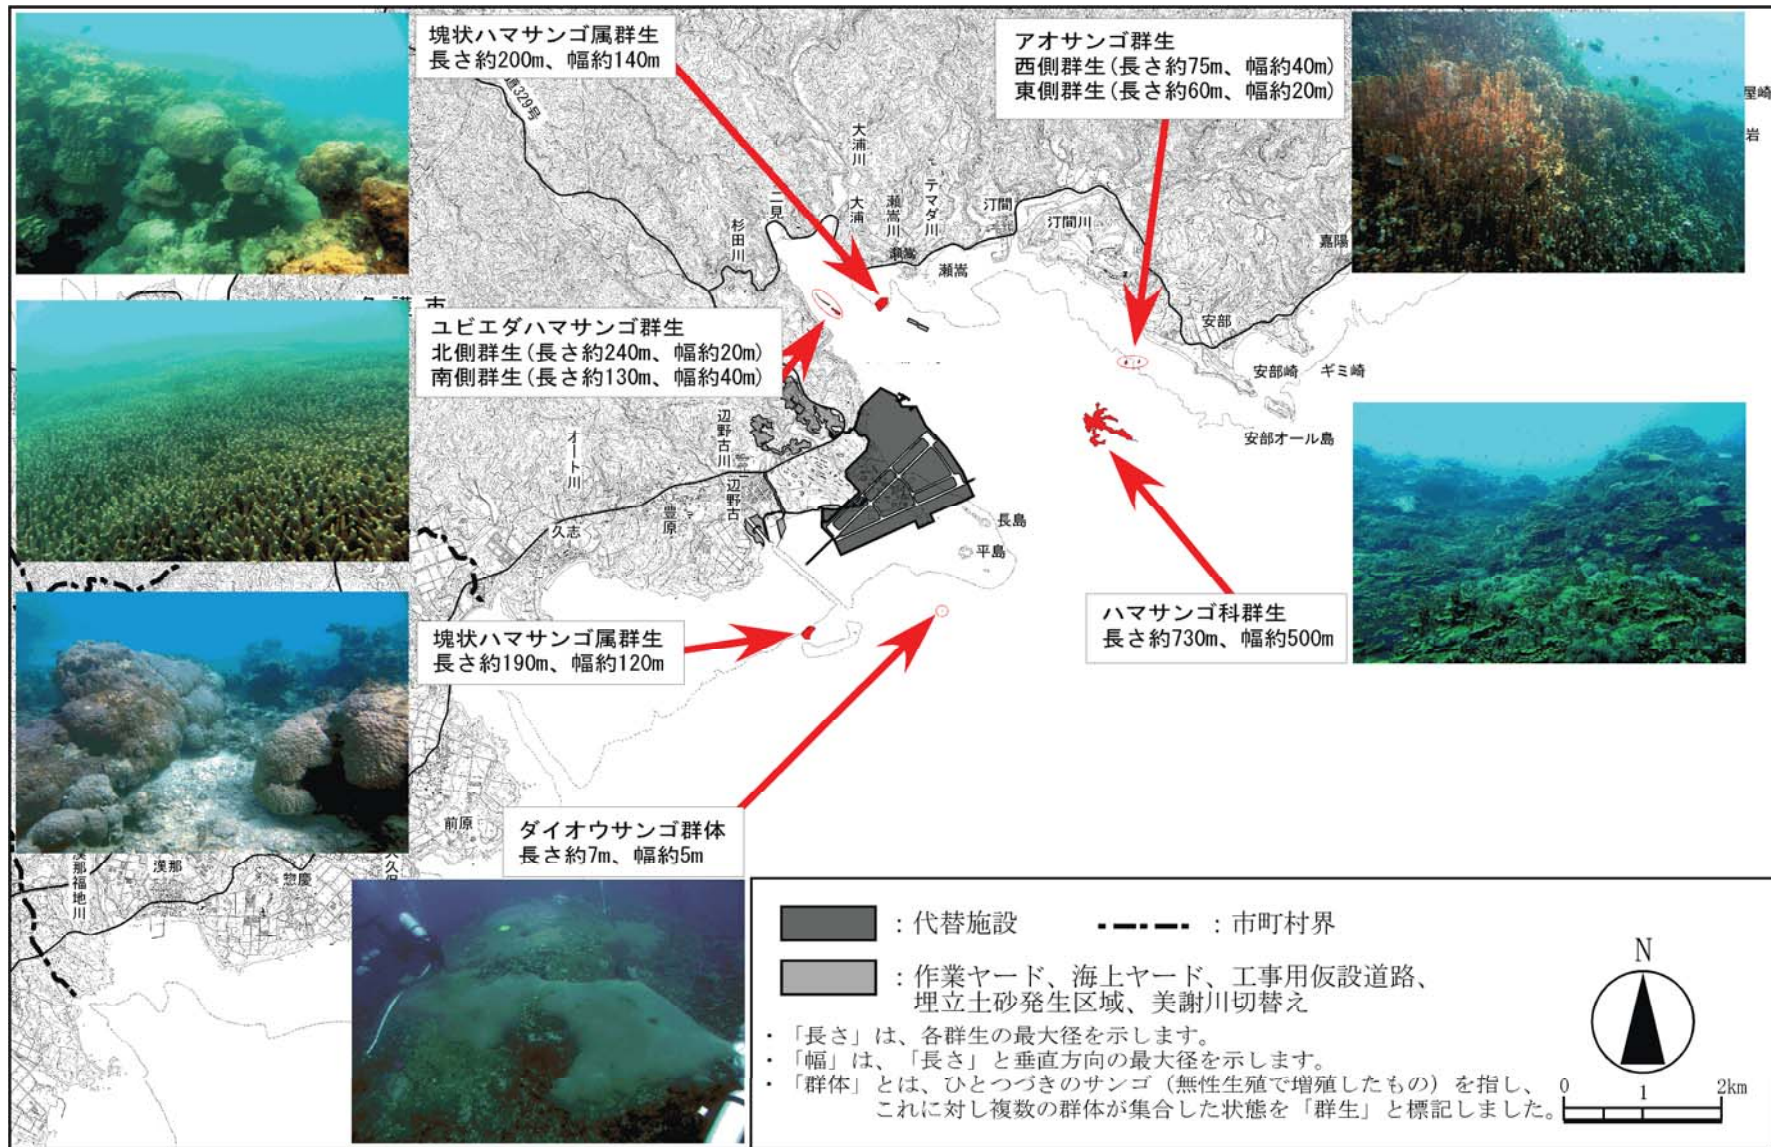 塊状ハマサンゴ属群生
長さ約200m、幅約140m
アオサンゴ群生
西側群生(長さ約75m、幅約40m)
東側群生(長さ約60m、幅約20m)
道329号
屋崎
岩
大浦川
二見
大浦
瀬嵩川
テマダ川
汀間
汀間川
杉田川
瀬嵩
瀬嵩
嘉陽
ユビエダハマサンゴ群生
北側群生(長さ約240m、幅約20m)
南側群生(長さ約130m、幅約40m)
安部
安部崎
ギミ崎
安部オール島
オート川
辺野古川
辺野古
豊原
久志
長島
平島
塊状ハマサンゴ属群生
長さ約190m、幅約120m
ハマサンゴ科群生
長さ約730m、幅約500m
前原
ダイオウサンゴ群体
長さ約7m、幅約5m
漢那福地川
漢那
惣慶
:代替施設
:市町村界
:作業ヤード、海上ヤード、工事用仮設道路、
埋立土砂発生区域、美謝川切替え
・「長さ」は、各群生の最大径を示します。
・「幅」は、「長さ」と垂直方向の最大径を示します。
・「群体」とは、ひとつづきのサンゴ(無性生殖で増殖したもの)を指し、
これに対し複数の群体が集合した状態を「群生」と標記しました。
N
0 1 2km